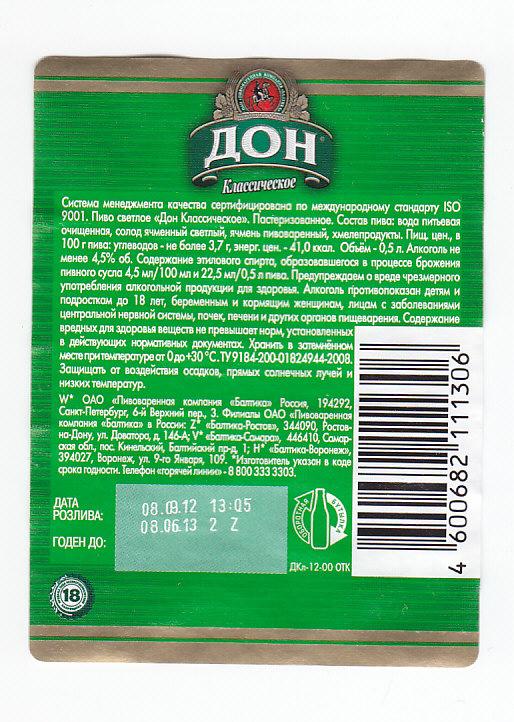 ДОН
Классическое
Система менеджмента качества сертифицирована по международному стандарту ISO
9001. Пиво светлое «Дон Классическое». Пастеризованное. Состав пива: вода питьевая
очищенная, солод ячменный светлый, ячмень пивоваренный, хмелепродукты. Пищ. цен., в
100 г пива: углеводов - не более 3,7 г, энерг. цен. - 41,0 ккал. Объём - 0,5 л. Алкоголь не
менее 4,5% об. Содержание этилового спирта, образовавшегося в процессе брожения
пивного сусла 4,5 мл/100 мл и 22,5 мл/0,5 л пива. Предупреждаем о вреде чрезмерного
употребления алкогольной продукции для здоровья. Алкоголь противопоказан детям и
подросткам до 18 лет, беременным и кормящим женщинам, лицам с заболеваниями
центральной нервной системы, почек, печени и других органов пищеварения. Содержание
вредных для здоровья веществ не превышает норм, установленных
в действующих нормативных документах. Хранить в затемнённом
месте при температуре от 0 до +30 °С. ТУ 9184-200-01824944-2008.
Защищать от воздействия осадков, прямых солнечных лучей и
низких температур.
W* ОАО «Пивоваренная компания «Балтика» Россия, 194292,
Санкт-Петербург, 6-й Верхний пер., 3. Филиалы ОАО «Пивоваренная
компания «Балтика» в России: Z* «Балтика-Ростов», 344090, Ростов-
на-Дону, ул. Доватора, д. 146-А; V* «Балтика-Самара», 446410, Самар-
ская обл., пос. Кинельский, Балтийский пр-д, 1; H* «Балтика-Воронеж»,
394027, Воронеж, ул. 9-го Января, 109. *Изготовитель указан в коде
срока годности. Телефон «горячей линии» - 8 800 333 3303.
ДАТА
РОЗЛИВА:
08.09.12 13:05
08.06.13 2 Z
ГОДЕН ДО:
ОБОРОТНАЯ БУТЫЛКА
ДКл-12-00 ОТК
4 600682 111306
18